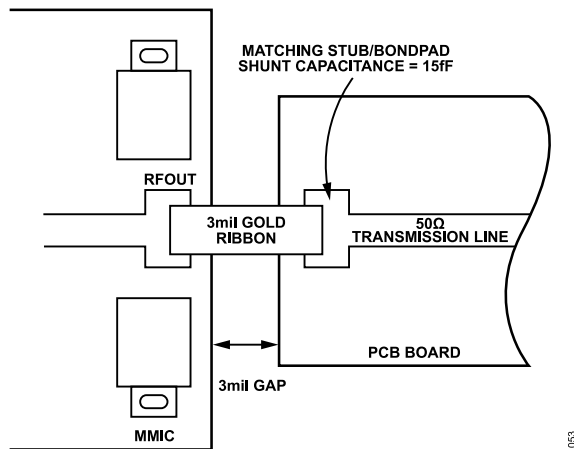 MATCHING STUB/BONDPAD
SHUNT CAPACITANCE = 15fF
RFOUT
3mil GOLD
RIBBON
50Ω
TRANSMISSION LINE
PCB BOARD
3mil GAP
MMIC
053